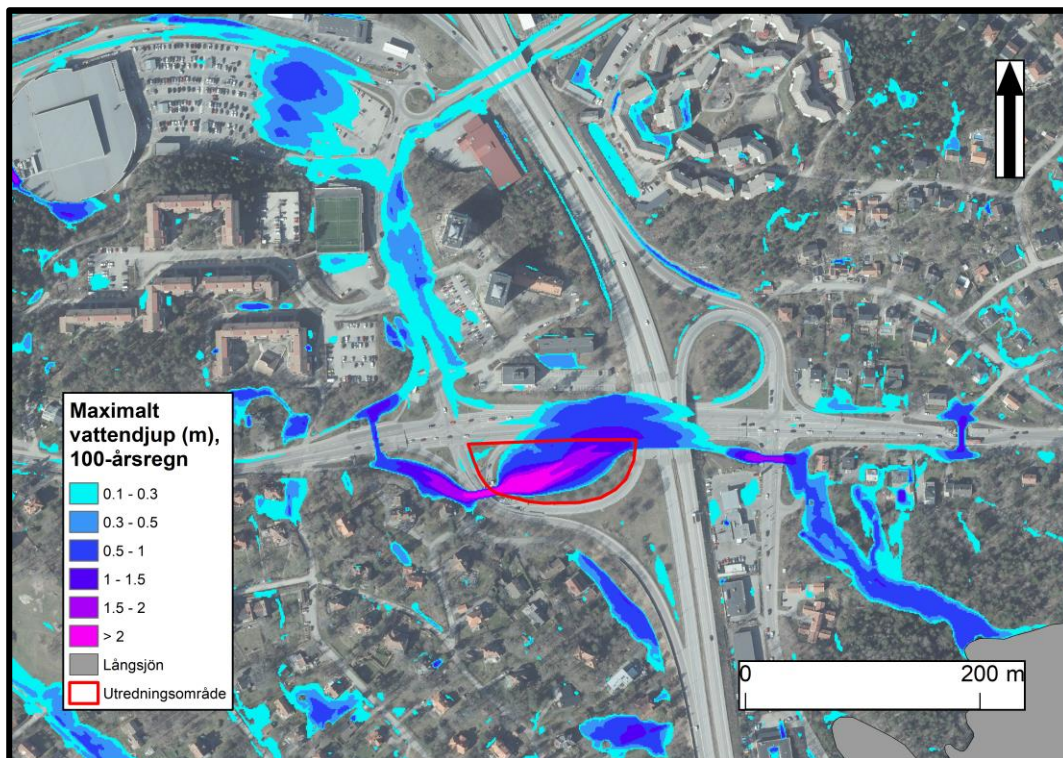 Maximalt
vattendjup (m),
100-årsregn
0.1 - 0.3
0.3 - 0.5
0.5 - 1
1 - 1.5
1.5 - 2
> 2
Långsjön
Utredningsområde
0 200 m